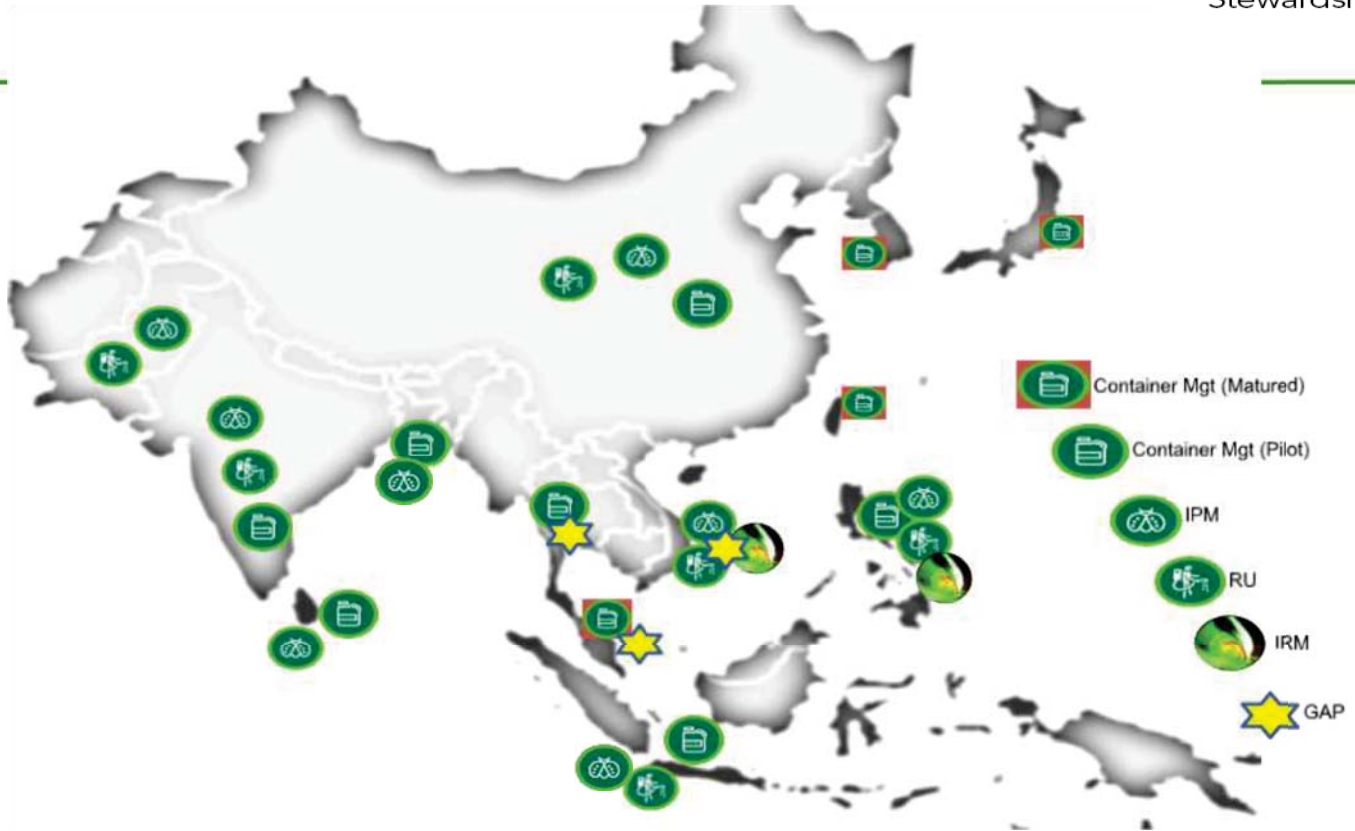 Container Mgt (Matured)
Container Mgt (Pilot)
IPM
RU
IRM
GAP